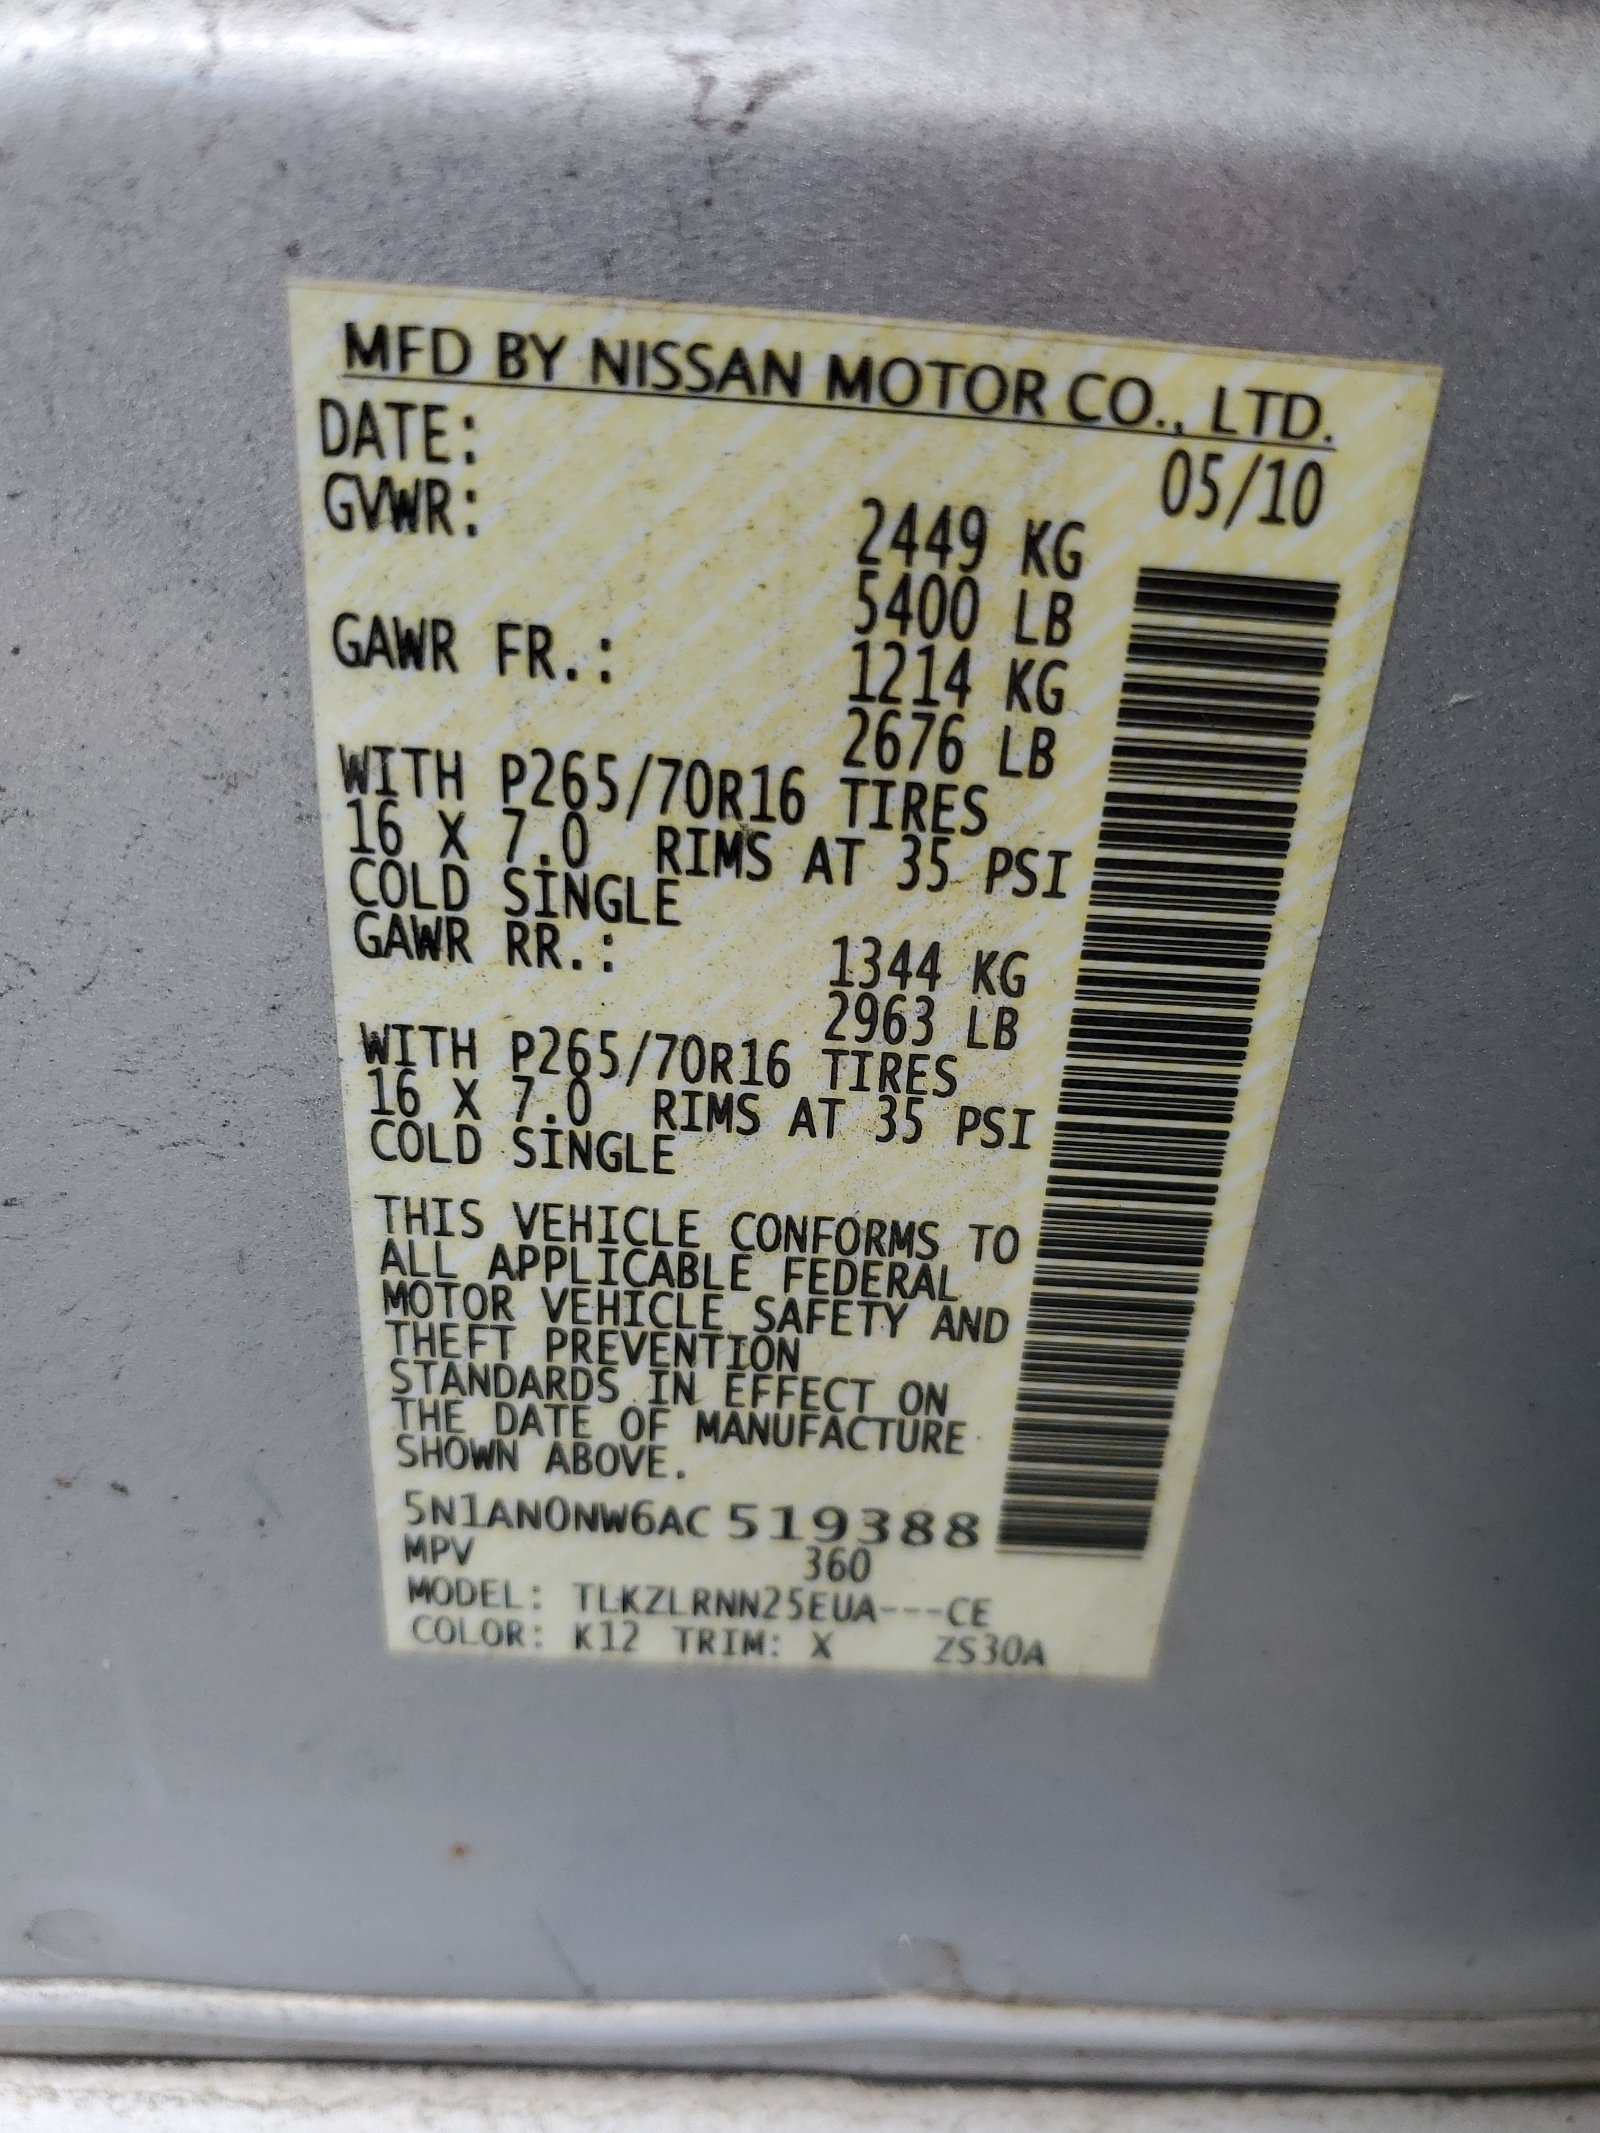 MFD BY NISSAN MOTOR CO., LTD.
DATE: 05/10
GVWR: 2449 KG
5400 LB
GAWR FR.: 1214 KG
2676 LB
WITH P265/70R16 TIRES
16 X 7.0 RIMS AT 35 PSI
COLD SINGLE
GAWR RR.: 1344 KG
2963 LB
WITH P265/70R16 TIRES
16 X 7.0 RIMS AT 35 PSI
COLD SINGLE
THIS VEHICLE CONFORMS TO
ALL APPLICABLE FEDERAL
MOTOR VEHICLE SAFETY AND
THEFT PREVENTION
STANDARDS IN EFFECT ON
THE DATE OF MANUFACTURE
SHOWN ABOVE.
5N1AN0NW6AC 519388
MPV 360
MODEL: TLKZLRNN25EUA---CE
COLOR: K12 TRIM: X ZS30A